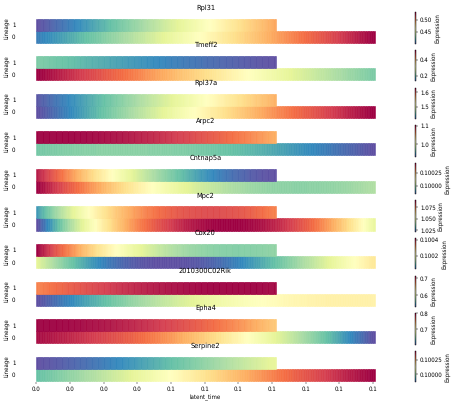 Rpl31
Lineage 1 0 0.50 0.45 Expression
Tmeff2
Lineage 1 0 0.4 0.2 Expression
Rpl37a
Lineage 1 0 1.6 1.5 Expression
Arpc2
Lineage 1 0 1.1 1.0 Expression
Cntnap5a
Lineage 1 0 0.10025 0.10000 Expression
Mpc2
Lineage 1 0 1.075 1.050 1.025 Expression
Cox20
Lineage 1 0 0.1004 0.1002 Expression
2010300C02Rik
Lineage 1 0 0.7 0.6 Expression
Epha4
Lineage 1 0 0.8 0.7 Expression
Serpine2
Lineage 1 0 0.10025 0.10000 Expression
0.0 0.0 0.0 0.1 0.1 0.1 0.1 0.1 0.1 0.1 0.1
latent_time